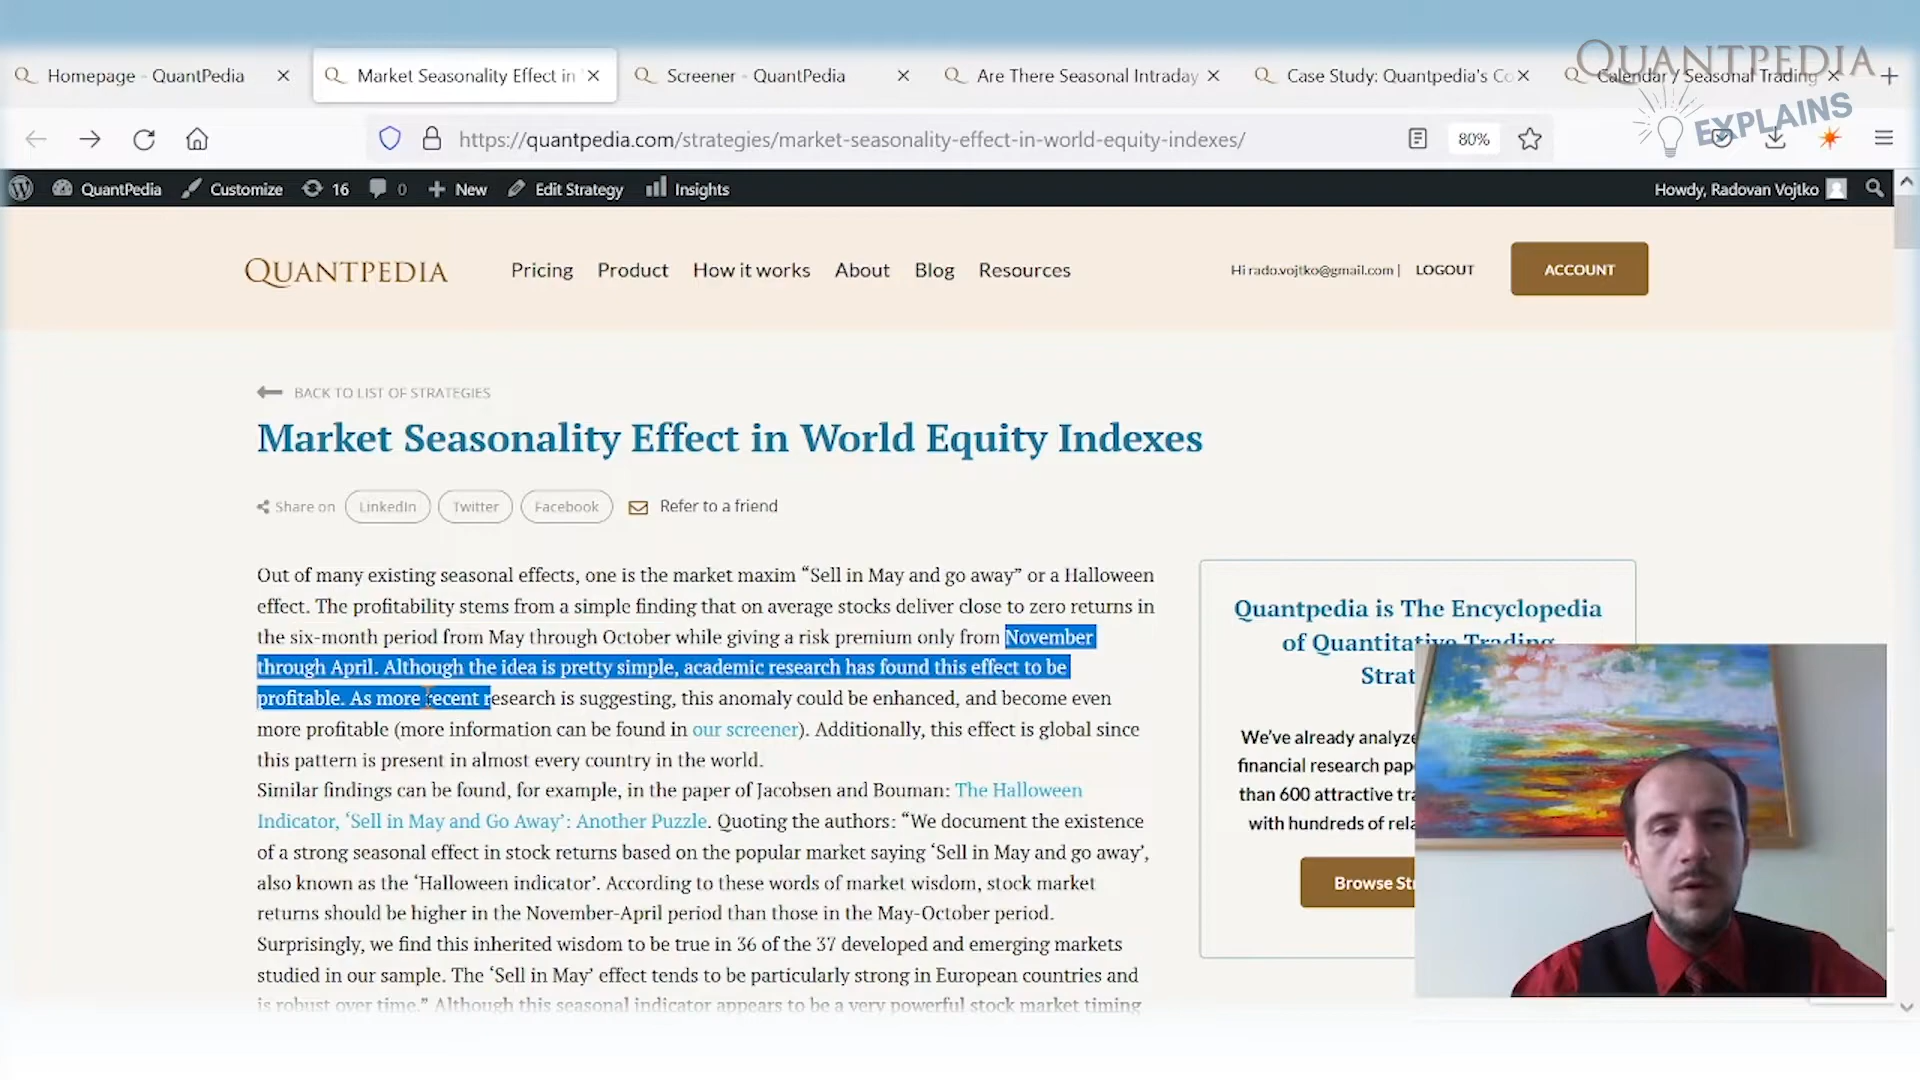 QUANTPEDIA
EXPLAINS
Homepage - QuantPedia
Market Seasonality Effect in
Screener - QuantPedia
Are There Seasonal Intraday
Case Study: Quantpedia's Co
Calendar / Seasonal Trading
https://quantpedia.com/strategies/market-seasonality-effect-in-world-equity-indexes/
80%
QuantPedia
Customize
16
0
New
Edit Strategy
Insights
Howdy, Radovan Vojtko
QUANTPEDIA
Pricing
Product
How it works
About
Blog
Resources
Hi rado.vojtko@gmail.com |
LOGOUT
ACCOUNT
BACK TO LIST OF STRATEGIES
Market Seasonality Effect in World Equity Indexes
Share on
LinkedIn
Twitter
Facebook
Refer to a friend
Out of many existing seasonal effects, one is the market maxim “Sell in May and go away” or a Halloween
effect. The profitability stems from a simple finding that on average stocks deliver close to zero returns in
the six-month period from May through October while giving a risk premium only from November
through April. Although the idea is pretty simple, academic research has found this effect to be
profitable. As more recent research is suggesting, this anomaly could be enhanced, and become even
more profitable (more information can be found in our screener). Additionally, this effect is global since
this pattern is present in almost every country in the world.
Similar findings can be found, for example, in the paper of Jacobsen and Bouman: The Halloween
Indicator, ‘Sell in May and Go Away’: Another Puzzle. Quoting the authors: “We document the existence
of a strong seasonal effect in stock returns based on the popular market saying ‘Sell in May and go away’,
also known as the ‘Halloween indicator’. According to these words of market wisdom, stock market
returns should be higher in the November-April period than those in the May-October period.
Surprisingly, we find this inherited wisdom to be true in 36 of the 37 developed and emerging markets
studied in our sample. The ‘Sell in May’ effect tends to be particularly strong in European countries and
is robust over time.” Although this seasonal indicator appears to be a very powerful stock market timing
Quantpedia is The Encyclopedia
of Quantitative Trading
Strat
We’ve already analyze
financial research pap
than 600 attractive tra
with hundreds of rela
Browse Str